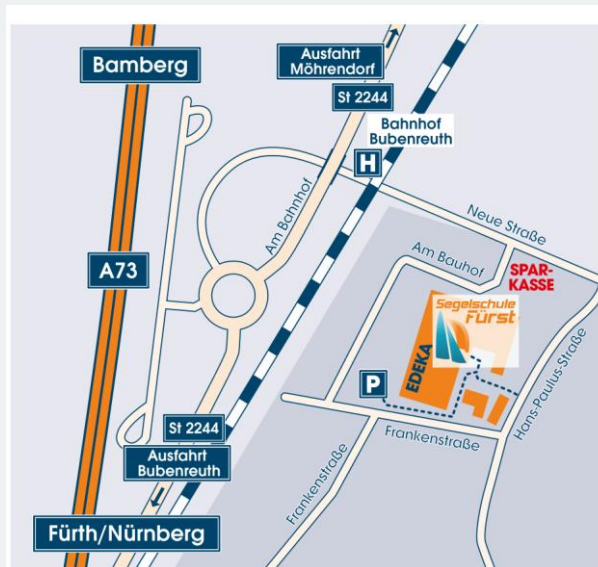 Bamberg
Ausfahrt
Möhrendorf
St 2244
Bahnhof
Bubenreuth
H
Am Bahnhof
Neue Straße
Am Bauhof
SPAR-
KASSE
A73
Segelschule
Fürst
EDEKA
P
Hans-Paulus-Straße
St 2244
Ausfahrt
Bubenreuth
Frankenstraße
Frankenstraße
Fürth/Nürnberg